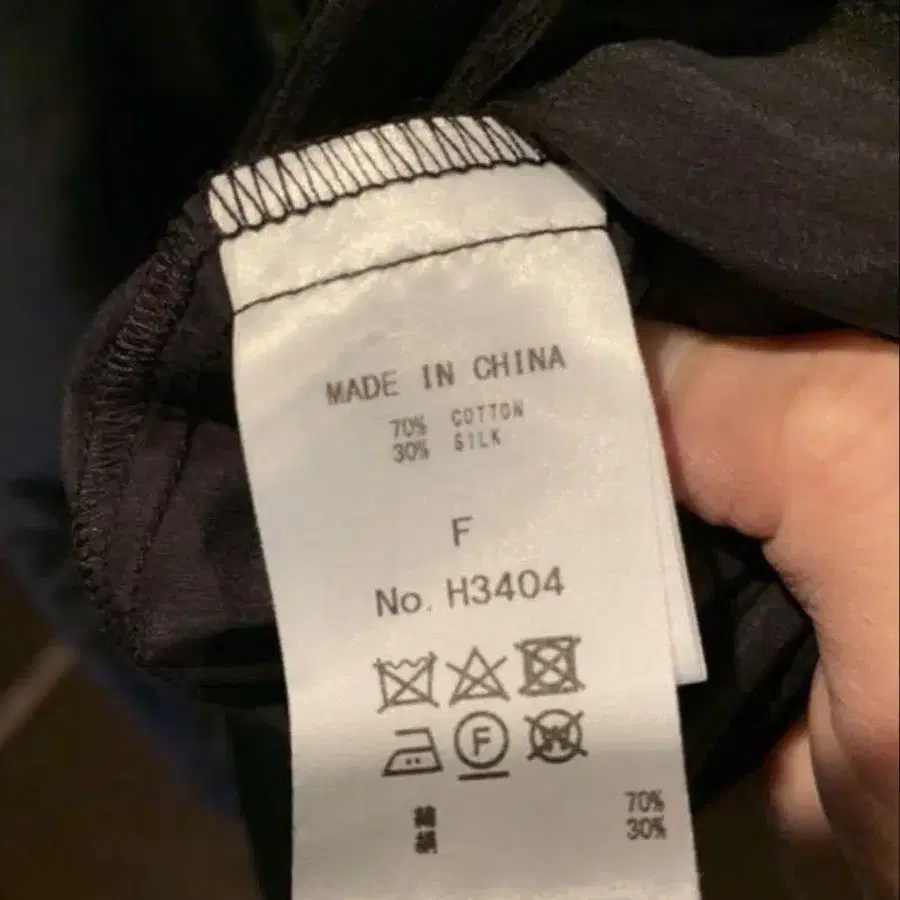 MADE IN CHINA
70% COTTON
30% SILK
F
No. H3404
F W
綿 70%
絹 30%